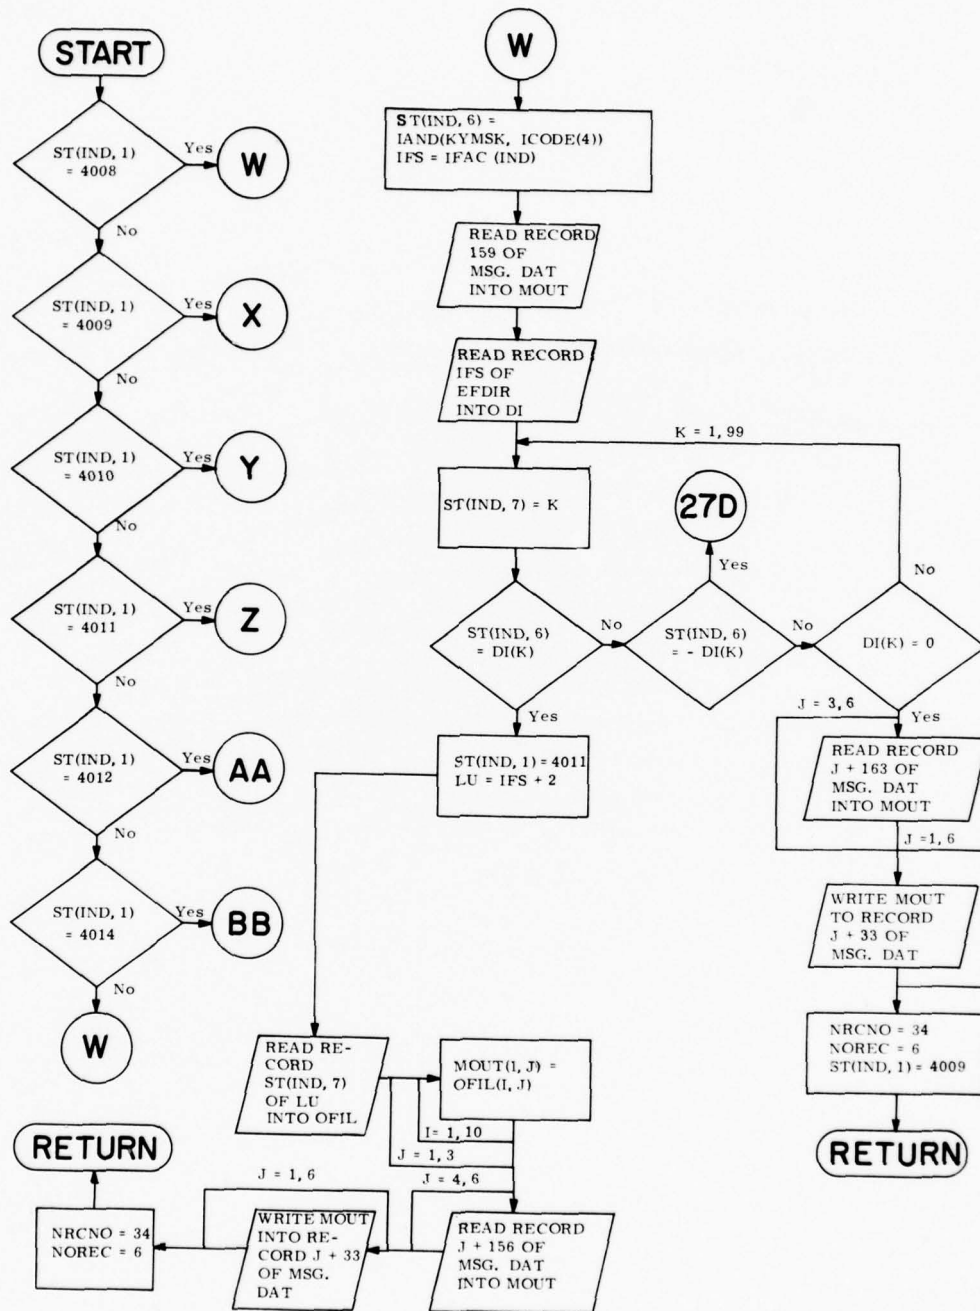 START
ST(IND, 1)
= 4008
Yes
W
No
ST(IND, 1)
= 4009
Yes
X
No
ST(IND, 1)
= 4010
Yes
Y
No
ST(IND, 1)
= 4011
Yes
Z
No
ST(IND, 1)
= 4012
Yes
AA
No
ST(IND, 1)
= 4014
Yes
BB
No
W
W
ST(IND, 6) =
IAND(KYMSK, ICODE(4))
IFS = IFAC (IND)
READ RECORD
159 OF
MSG. DAT
INTO MOUT
READ RECORD
IFS OF
EFDIR
INTO DI
K = 1, 99
ST(IND, 7) = K
27D
Yes
No
ST(IND, 6)
= DI(K)
No
ST(IND, 6)
= - DI(K)
No
DI(K) = 0
Yes
J = 3, 6
Yes
ST(IND, 1) = 4011
LU = IFS + 2
READ RECORD
J + 163 OF
MSG. DAT
INTO MOUT
J = 1, 6
WRITE MOUT
TO RECORD
J + 33 OF
MSG. DAT
NRCNO = 34
NOREC = 6
ST(IND, 1) = 4009
RETURN
READ RE-
CORD
ST(IND, 7)
OF LU
INTO OFIL
MOUT(I, J) =
OFIL(I, J)
I = 1, 10
J = 1, 3
J = 4, 6
READ RECORD
J + 156 OF
MSG. DAT
INTO MOUT
J = 1, 6
WRITE MOUT
INTO RE-
CORD J + 33
OF MSG.
DAT
NRCNO = 34
NOREC = 6
RETURN